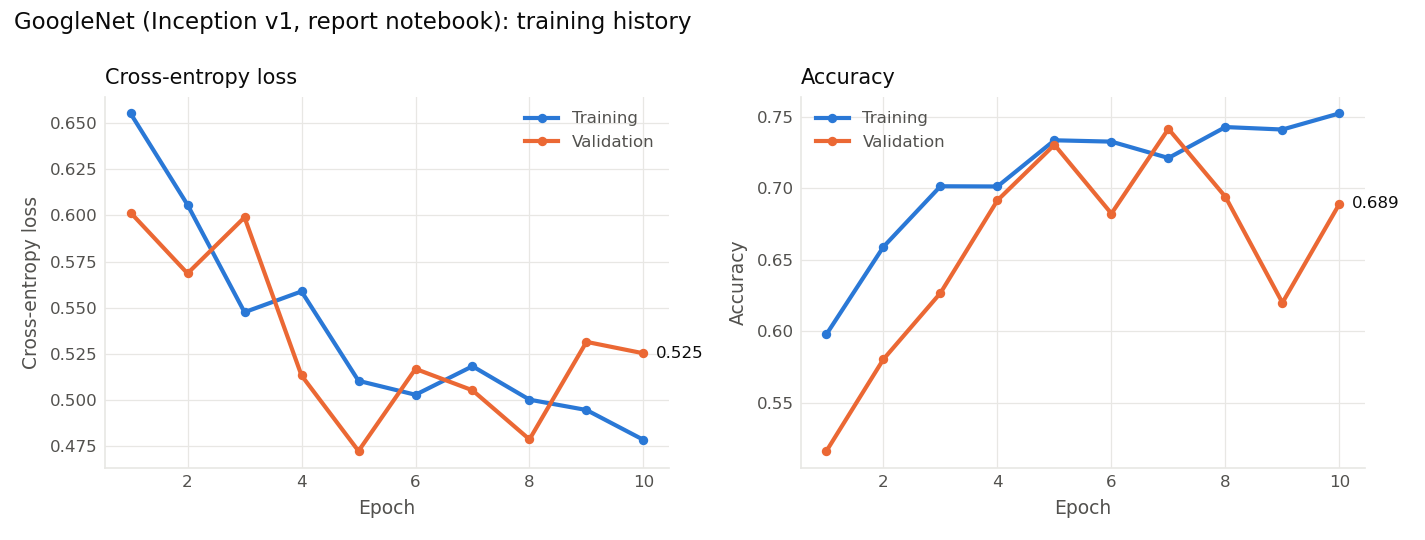 GoogleNet (Inception v1, report notebook): training history
Cross-entropy loss
Training
Validation
0.650
0.625
0.600
0.575
0.550
0.525
0.500
0.475
Cross-entropy loss
0.525
2
4
6
8
10
Epoch
Accuracy
Training
Validation
0.75
0.70
0.65
0.60
0.55
Accuracy
0.689
2
4
6
8
10
Epoch